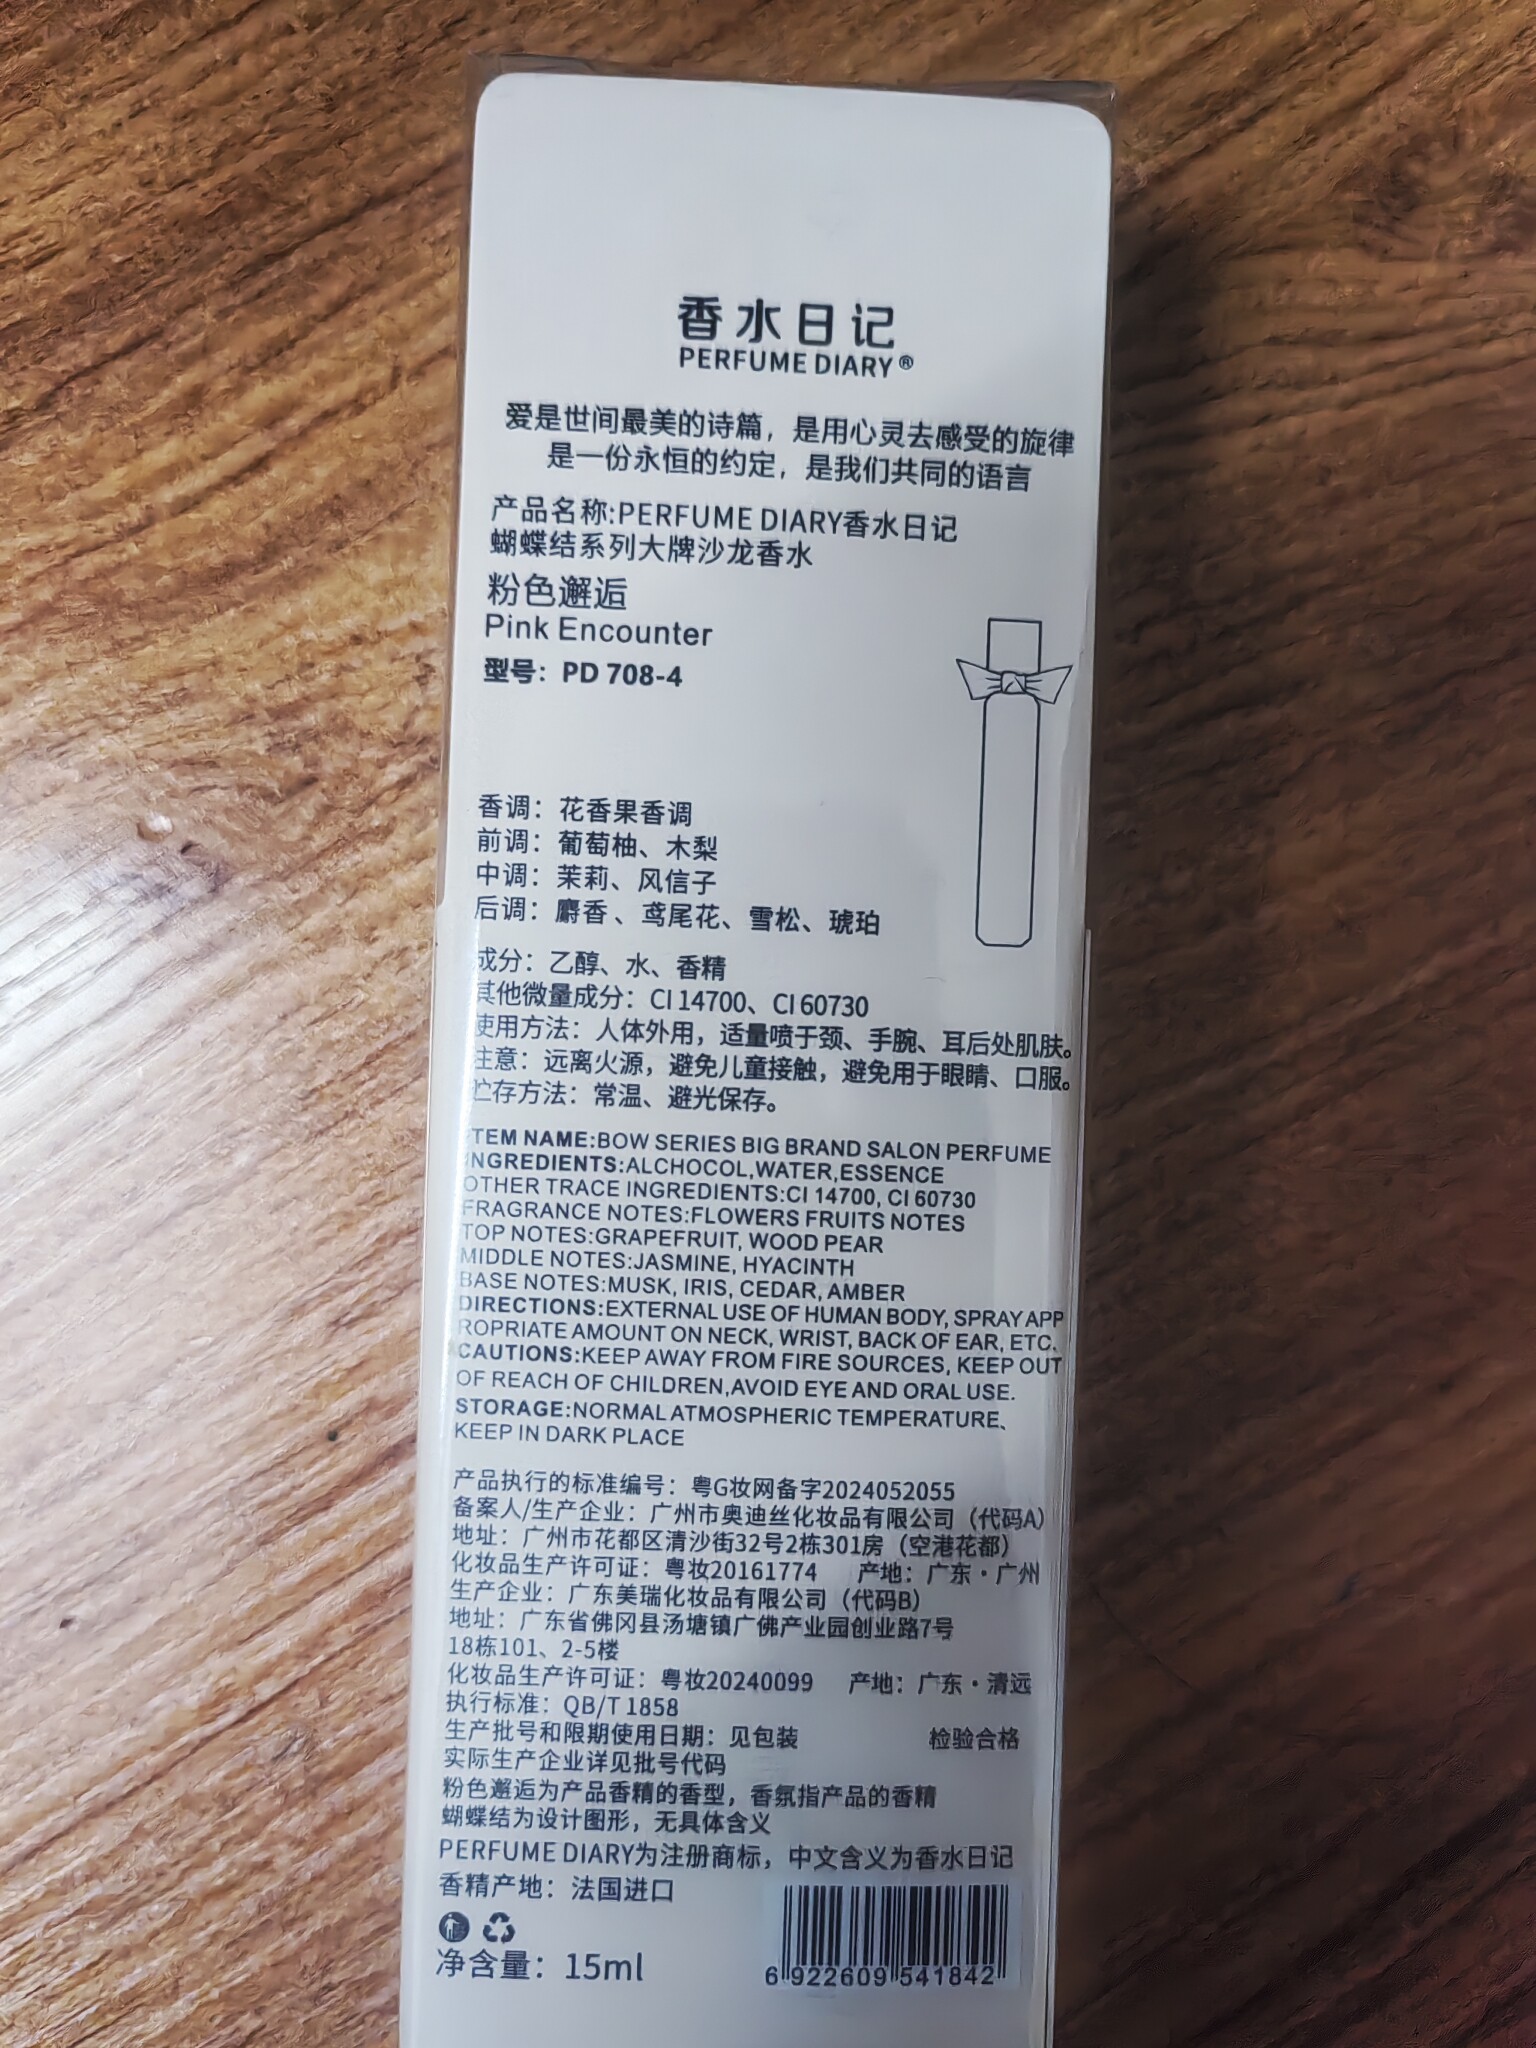 香水日记
PERFUME DIARY®
爱是世间最美的诗篇，是用心灵去感受的旋律
是一份永恒的约定，是我们共同的语言
产品名称:PERFUME DIARY香水日记
蝴蝶结系列大牌沙龙香水
粉色邂逅
Pink Encounter
型号：PD 708-4
香调：花香果香调
前调：葡萄柚、木梨
中调：茉莉、风信子
后调：麝香、鸢尾花、雪松、琥珀
成分：乙醇、水、香精
其他微量成分：CI 14700、CI 60730
使用方法：人体外用，适量喷于颈、手腕、耳后处肌肤。
注意：远离火源，避免儿童接触，避免用于眼睛、口服。
贮存方法：常温、避光保存。
ITEM NAME:BOW SERIES BIG BRAND SALON PERFUME
INGREDIENTS:ALCHOCOL,WATER,ESSENCE
OTHER TRACE INGREDIENTS:CI 14700, CI 60730
FRAGRANCE NOTES:FLOWERS FRUITS NOTES
TOP NOTES:GRAPEFRUIT, WOOD PEAR
MIDDLE NOTES:JASMINE, HYACINTH
BASE NOTES:MUSK, IRIS, CEDAR, AMBER
DIRECTIONS:EXTERNAL USE OF HUMAN BODY, SPRAY APP
ROPRIATE AMOUNT ON NECK, WRIST, BACK OF EAR, ETC.
CAUTIONS:KEEP AWAY FROM FIRE SOURCES, KEEP OUT
OF REACH OF CHILDREN,AVOID EYE AND ORAL USE.
STORAGE:NORMAL ATMOSPHERIC TEMPERATURE、
KEEP IN DARK PLACE
产品执行的标准编号：粤G妆网备字2024052055
备案人/生产企业：广州市奥迪丝化妆品有限公司（代码A）
地址：广州市花都区清沙街32号2栋301房（空港花都）
化妆品生产许可证：粤妆20161774 产地：广东·广州
生产企业：广东美瑞化妆品有限公司（代码B）
地址：广东省佛冈县汤塘镇广佛产业园创业路7号
18栋101、2-5楼
化妆品生产许可证：粤妆20240099 产地：广东·清远
执行标准：QB/T 1858
生产批号和限期使用日期：见包装 检验合格
实际生产企业详见批号代码
粉色邂逅为产品香精的香型，香氛指产品的香精
蝴蝶结为设计图形，无具体含义
PERFUME DIARY为注册商标，中文含义为香水日记
香精产地：法国进口
净含量：15ml
6 922609 541842